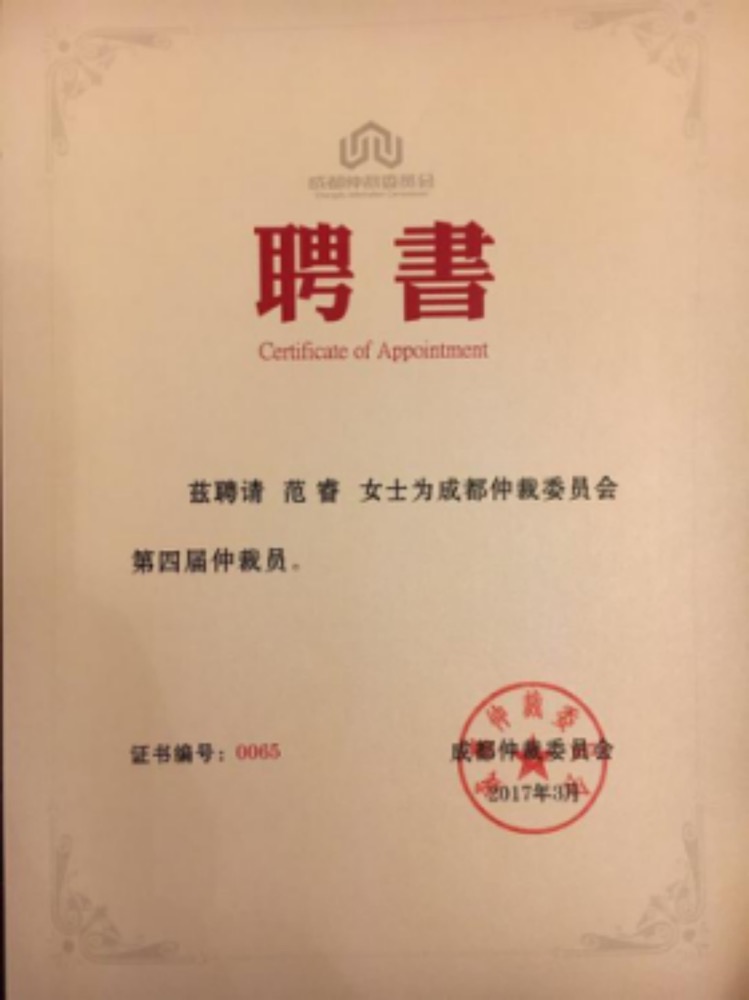 成都仲裁委员会
聘書
Certificate of Appointment
兹聘请 范睿 女士为成都仲裁委员会
第四届仲裁员。
证书编号：0065
成都仲裁委员会
2017年3月